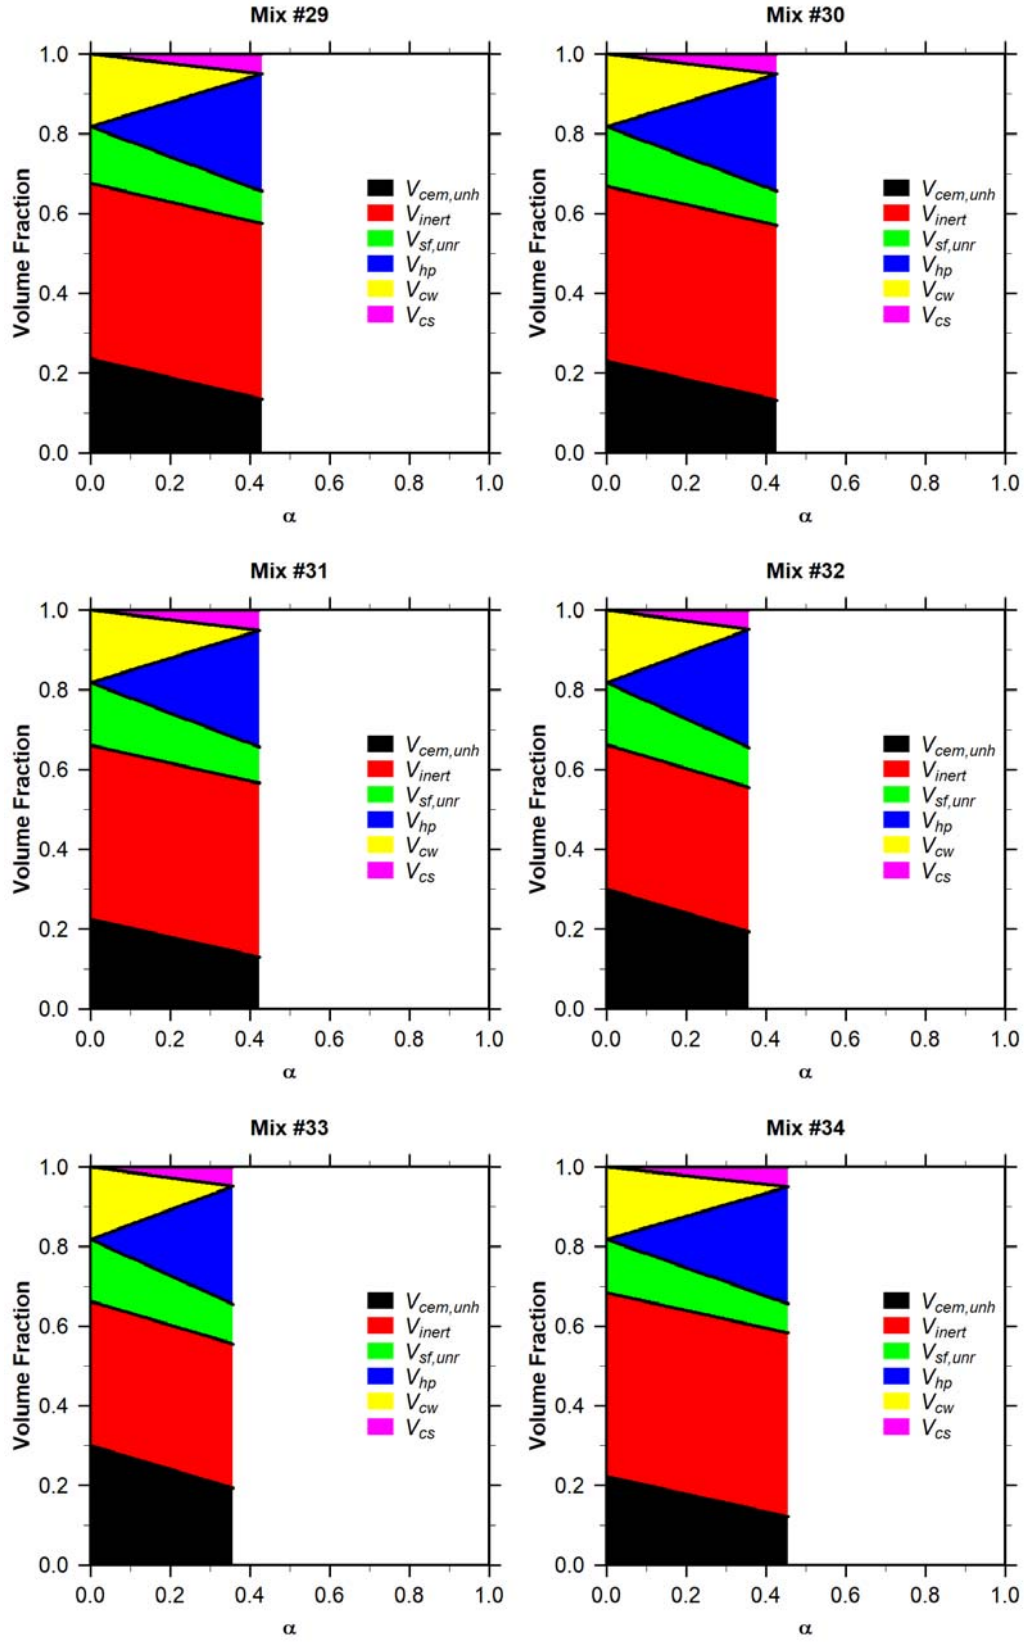 Mix #29
Volume Fraction
1.0
0.8
0.6
0.4
0.2
0.0
V_cem,unh
V_inert
V_sf,unr
V_hp
V_cw
V_cs
0.0 0.2 0.4 0.6 0.8 1.0
α
Mix #30
Volume Fraction
1.0
0.8
0.6
0.4
0.2
0.0
V_cem,unh
V_inert
V_sf,unr
V_hp
V_cw
V_cs
0.0 0.2 0.4 0.6 0.8 1.0
α
Mix #31
Volume Fraction
1.0
0.8
0.6
0.4
0.2
0.0
V_cem,unh
V_inert
V_sf,unr
V_hp
V_cw
V_cs
0.0 0.2 0.4 0.6 0.8 1.0
α
Mix #32
Volume Fraction
1.0
0.8
0.6
0.4
0.2
0.0
V_cem,unh
V_inert
V_sf,unr
V_hp
V_cw
V_cs
0.0 0.2 0.4 0.6 0.8 1.0
α
Mix #33
Volume Fraction
1.0
0.8
0.6
0.4
0.2
0.0
V_cem,unh
V_inert
V_sf,unr
V_hp
V_cw
V_cs
0.0 0.2 0.4 0.6 0.8 1.0
α
Mix #34
Volume Fraction
1.0
0.8
0.6
0.4
0.2
0.0
V_cem,unh
V_inert
V_sf,unr
V_hp
V_cw
V_cs
0.0 0.2 0.4 0.6 0.8 1.0
α